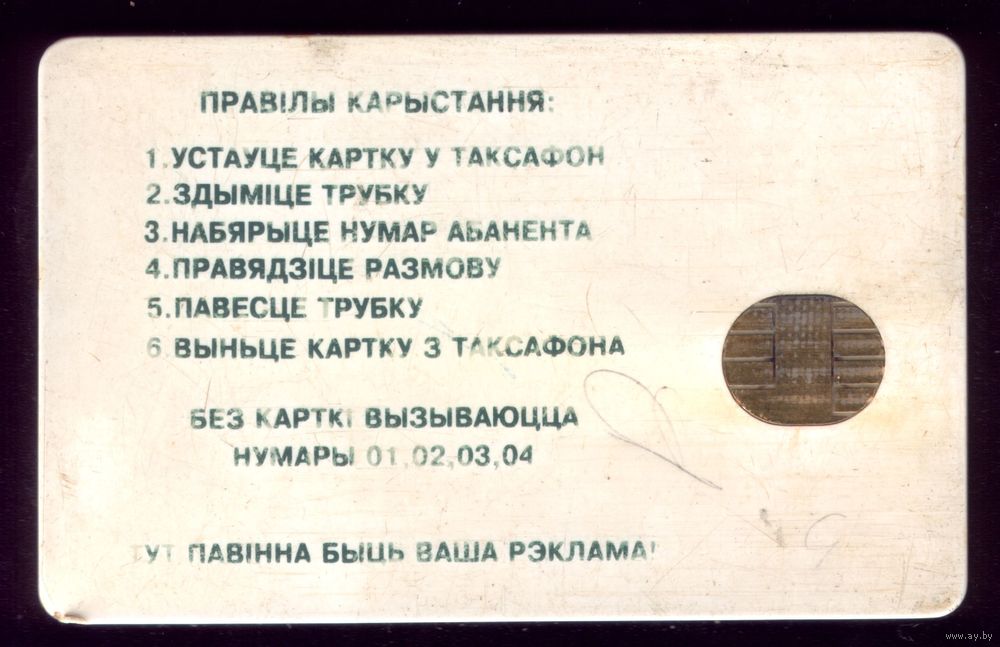 ПРАВІЛЫ КАРЫСТАННЯ:
1.УСТАУЦЕ КАРТКУ У ТАКСАФОН
2.ЗДЫМІЦЕ ТРУБКУ
3.НАБЯРЫЦЕ НУМАР АБАНЕНТА
4.ПРАВЯДЗІЦЕ РАЗМОВУ
5.ПАВЕСЦЕ ТРУБКУ
6.ВЫНЬЦЕ КАРТКУ З ТАКСАФОНА
БЕЗ КАРТКІ ВЫЗЫВАЮЦЦА
НУМАРЫ 01,02,03,04
ТУТ ПАВІННА БЫЦЬ ВАША РЭКЛАМА!
www.ay.by